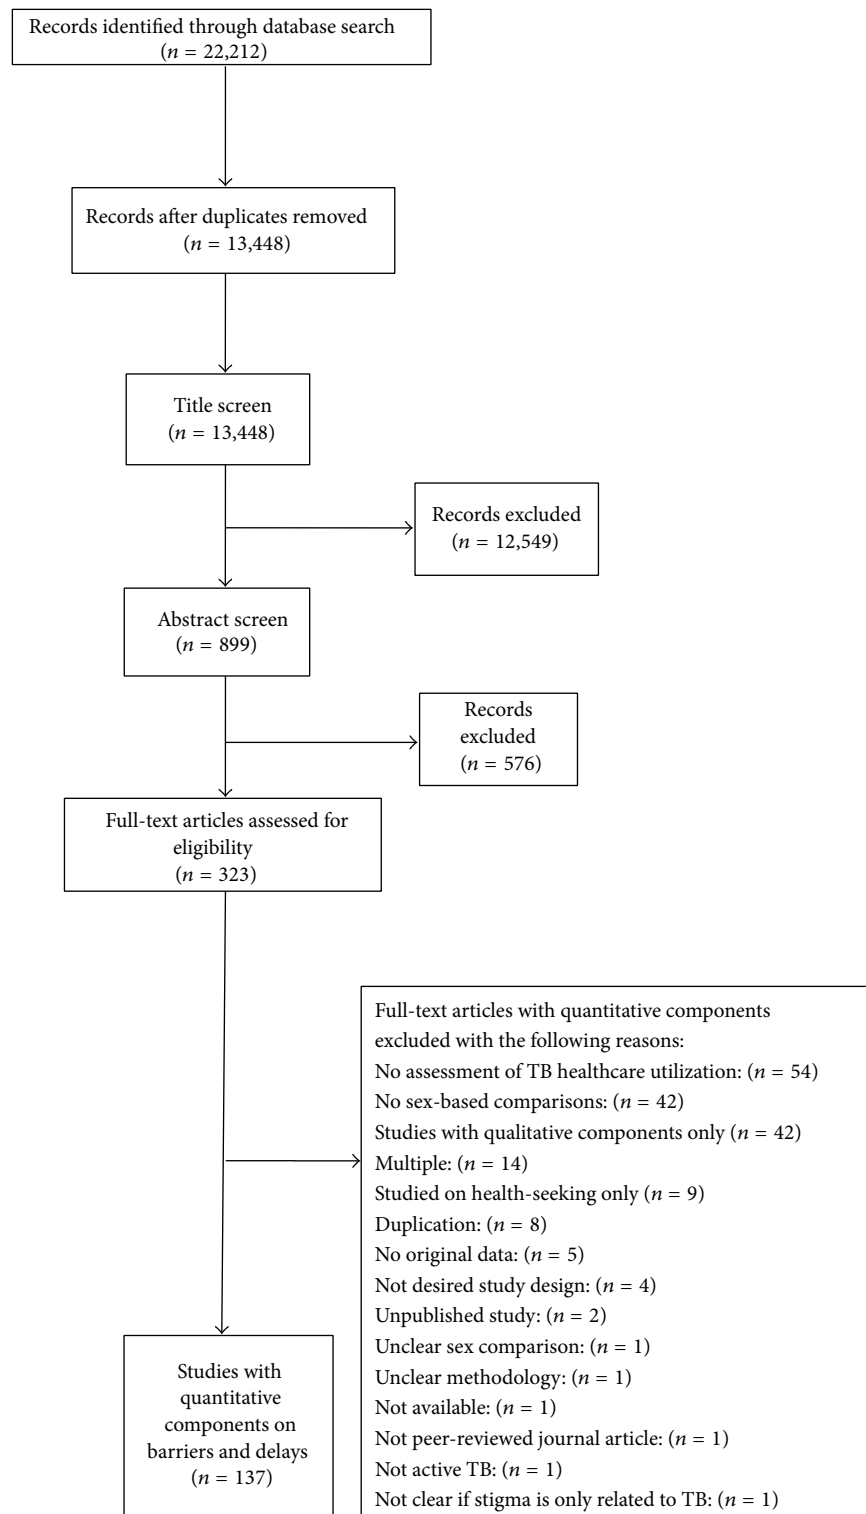 Records identified through database search
(n = 22,212)
Records after duplicates removed
(n = 13,448)
Title screen
(n = 13,448)
Records excluded
(n = 12,549)
Abstract screen
(n = 899)
Records
excluded
(n = 576)
Full-text articles assessed for
eligibility
(n = 323)
Full-text articles with quantitative components
excluded with the following reasons:
No assessment of TB healthcare utilization: (n = 54)
No sex-based comparisons: (n = 42)
Studies with qualitative components only (n = 42)
Multiple: (n = 14)
Studied on health-seeking only (n = 9)
Duplication: (n = 8)
No original data: (n = 5)
Not desired study design: (n = 4)
Unpublished study: (n = 2)
Unclear sex comparison: (n = 1)
Unclear methodology: (n = 1)
Not available: (n = 1)
Not peer-reviewed journal article: (n = 1)
Not active TB: (n = 1)
Not clear if stigma is only related to TB: (n = 1)
Studies with
quantitative
components on
barriers and delays
(n = 137)